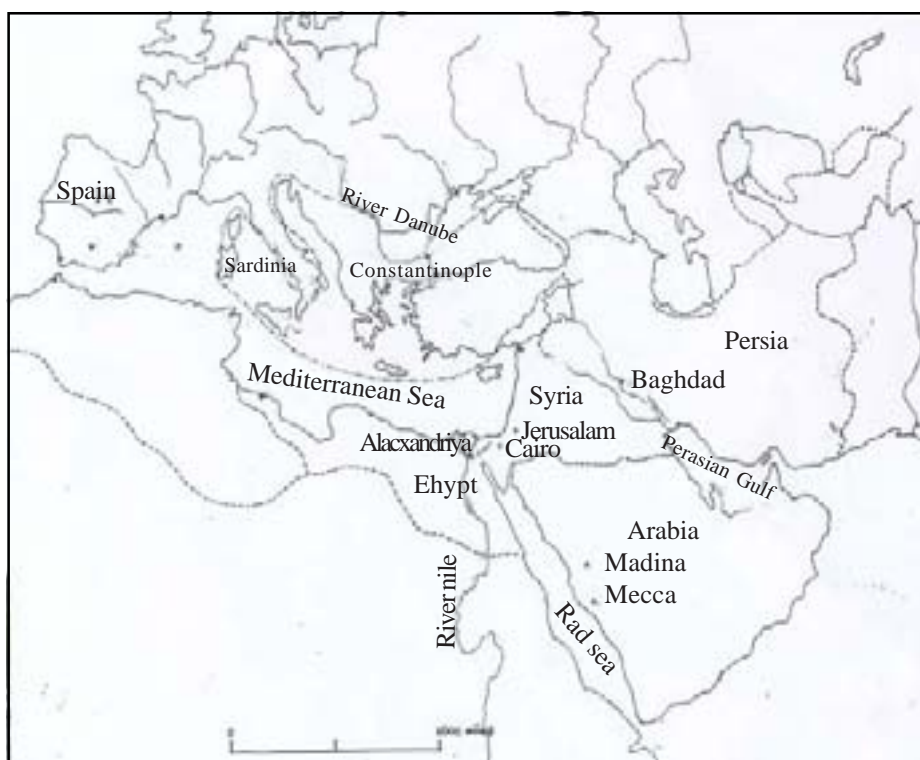 Spain
River Danube
Sardinia
Constantinople
Persia
Mediterranean Sea
Baghdad
Syria
Alacxandriya
Jerusalam
Cairo
Perasian Gulf
Ehypt
Arabia
Madina
River nile
Mecca
Rad sea